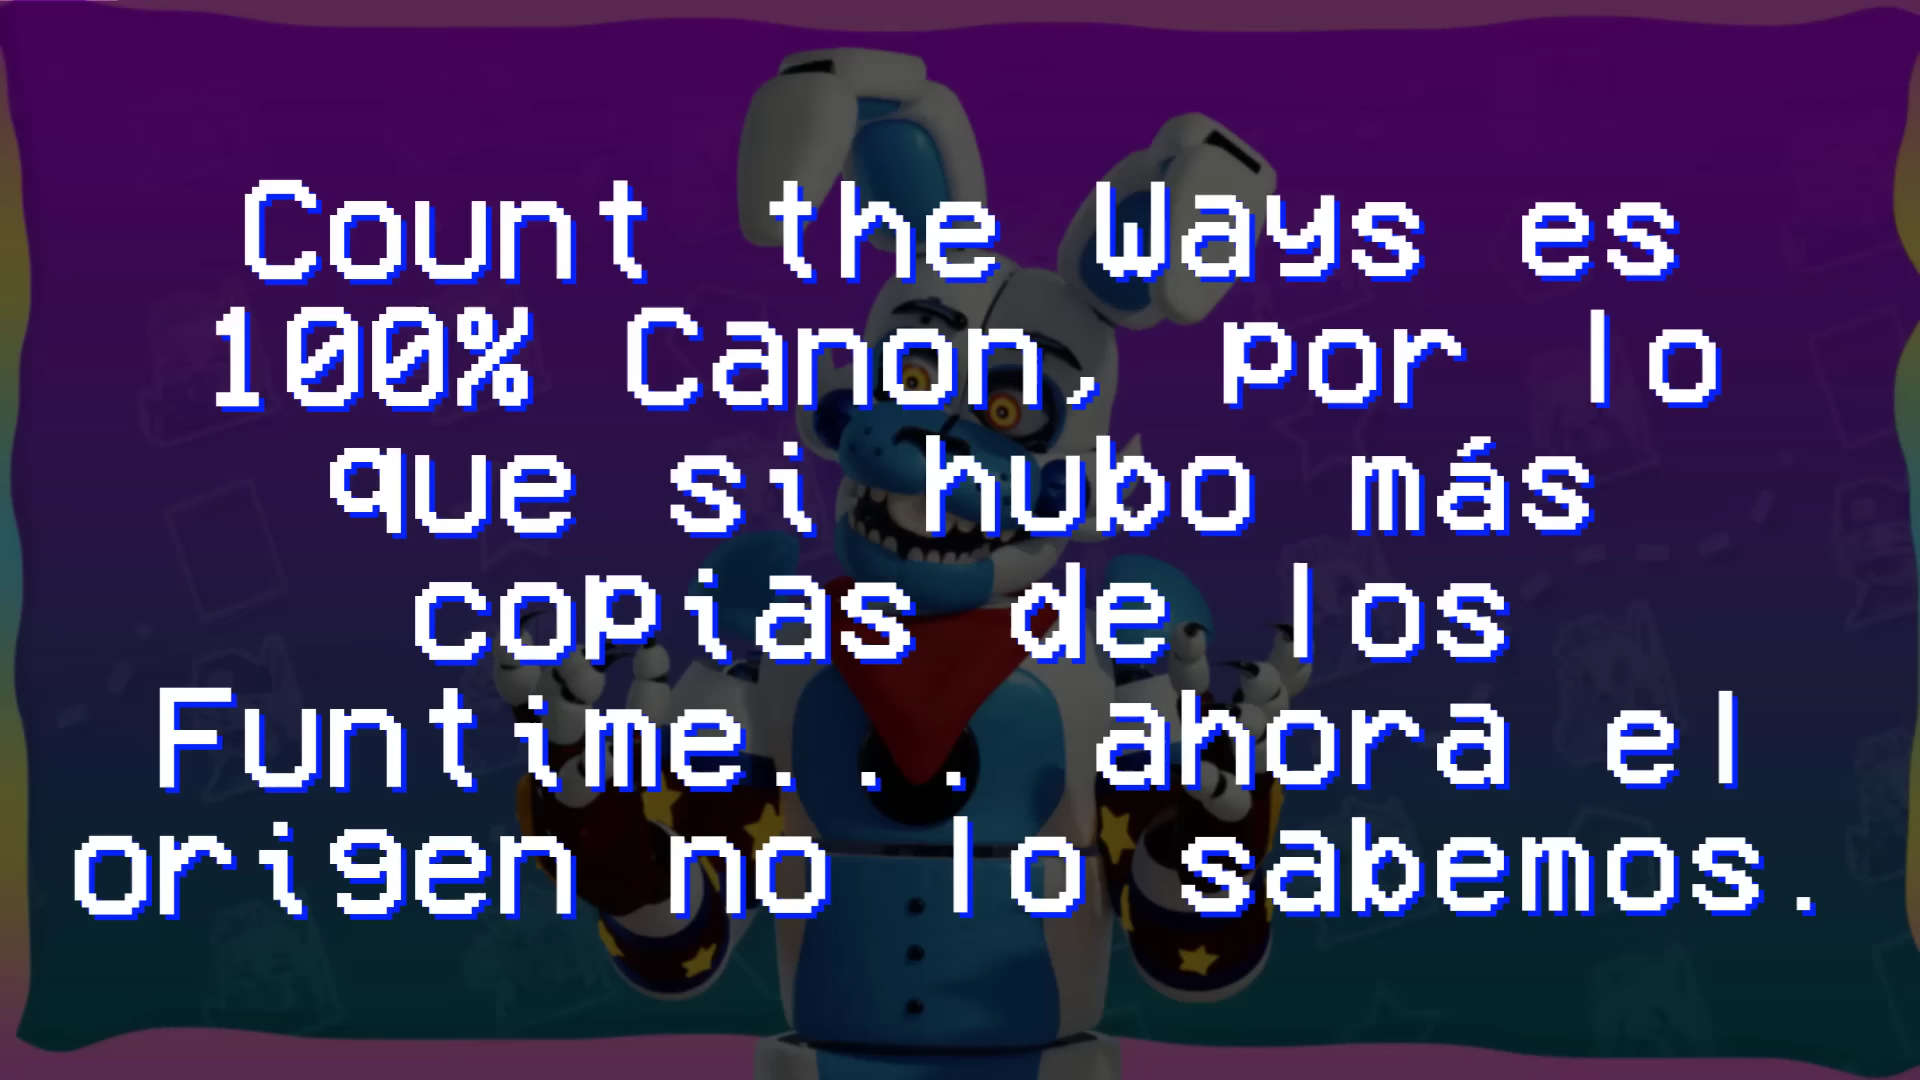 Count the Ways es
100% Canon, por lo
que si hubo más
copias de los
Funtime... ahora el
origen no lo sabemos.